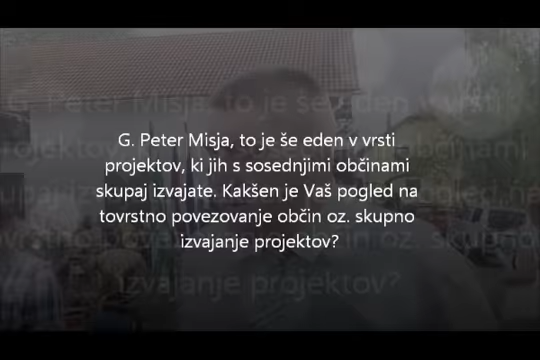 G. Peter Misja, to je še eden v vrsti
projektov, ki jih s sosednjimi občinami
skupaj izvajate. Kakšen je Vaš pogled na
tovrstno povezovanje občin oz. skupno
izvajanje projektov?